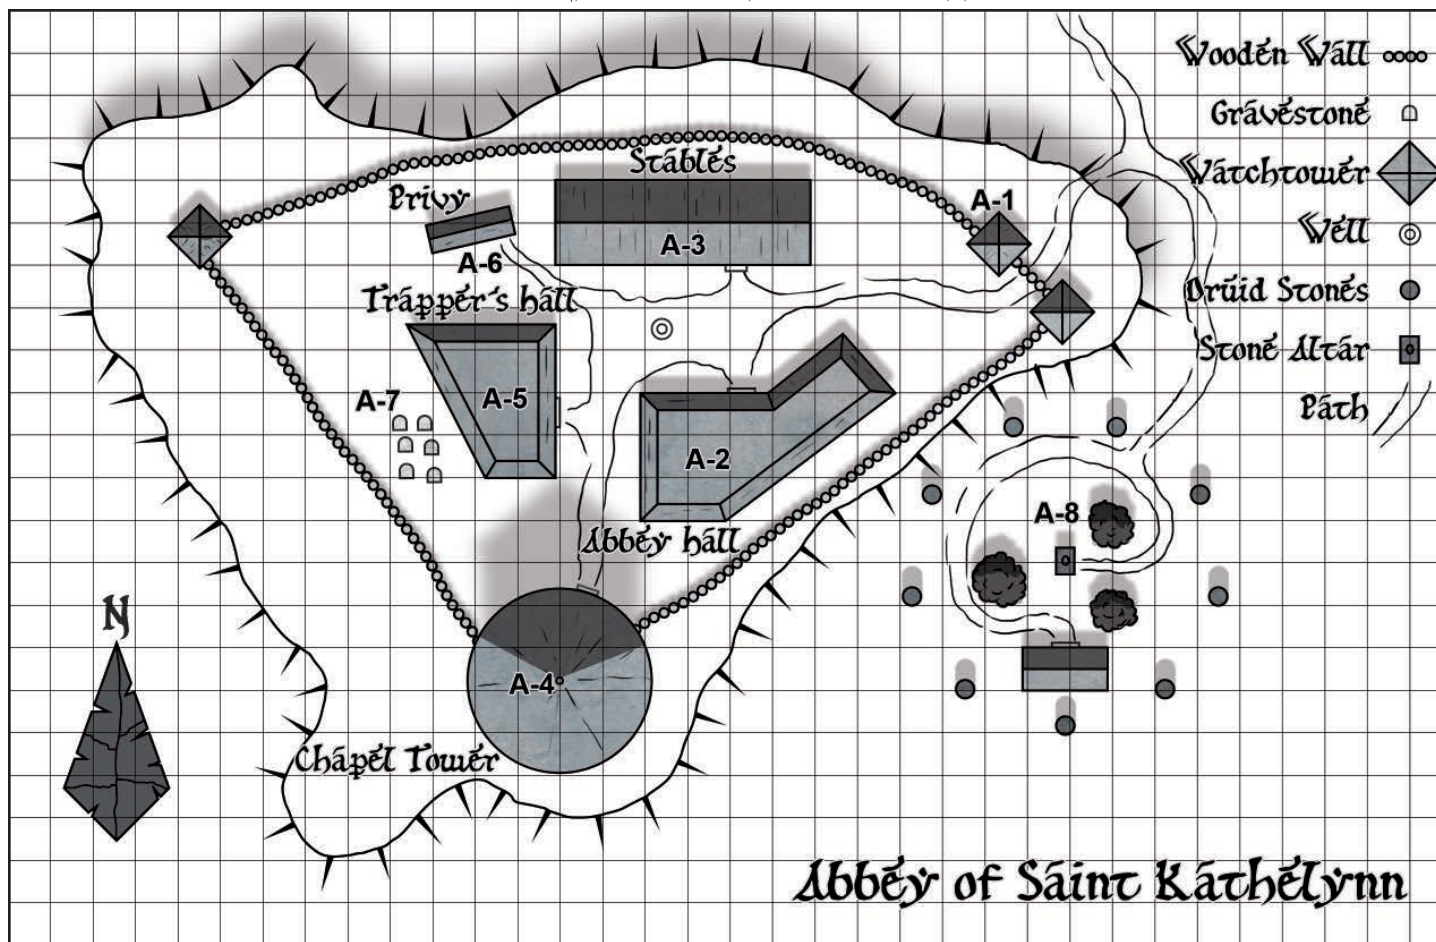 Wooden Wall
Gravestone
Watchtower
Well
Druid Stones
Stone Altar
Path
Stables
Privy
A-1
A-3
A-6
Trapper's hall
A-5
A-7
A-2
A-8
Abbey hall
N
A-4
Chapel Tower
Abbey of Saint Kathelynn